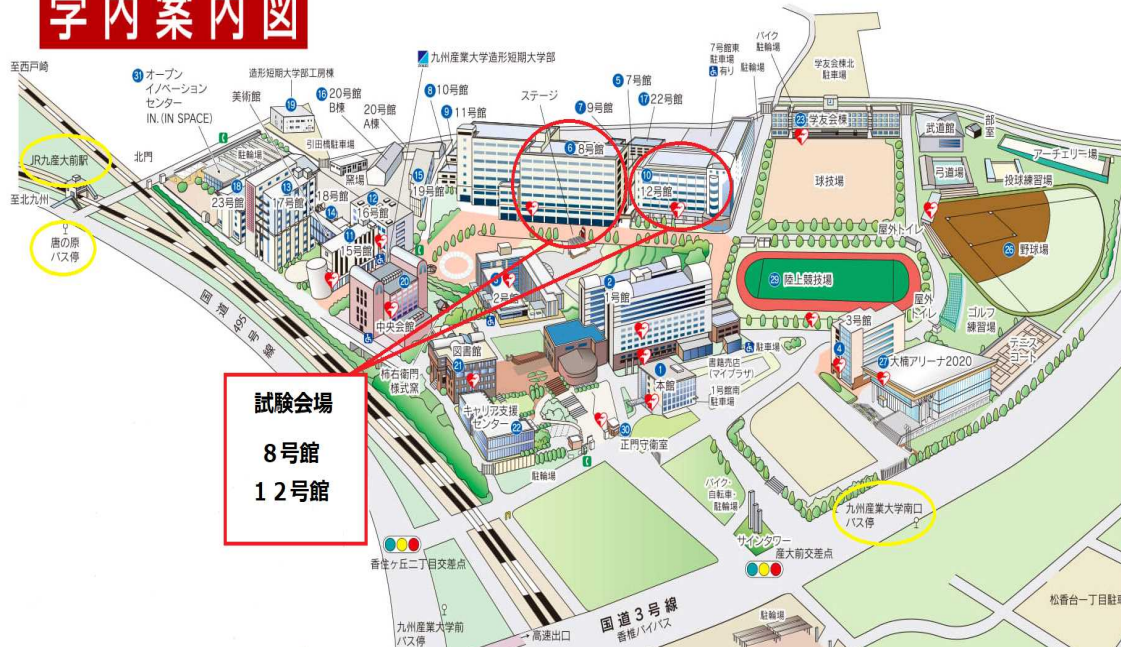 学内案内図
至西戸崎
31 オープン
イノベーション
センター
IN.(IN SPACE)
造形短期大学部工房棟
19
美術館
16 20号館
B棟
20号館
A棟
九州産業大学造形短期大学部
8 10号館
9 11号館
ステージ
5 7号館
7 9号館
17 22号館
7号館東
駐車場
有り
駐輪場
バイク
駐輪場
学友会棟北
駐車場
23 学友会棟
武道館
部室
アーチェリー場
弓道場
投球練習場
球技場
JR九産大前駅
北門
駐輪場
引田橋駐車場
窯場
6 8号館
10
12号館
至北九州
唐の原
バス停
18
23号館
13
17号館
18号館
14
12
16号館
15
19号館
11
15号館
屋外トイレ
26 野球場
国道495号線
20
中央会館
2号館
2
1号館
29 陸上競技場
屋外
トイレ
ゴルフ
練習場
テニス
コート
図書館
21
柿右衛門
様式窯
駐車場
書籍売店
(マイプラザ)
3号館
4
27 大楠アリーナ2020
1
本館
1号館南
駐車場
キャリア支援
センター 22
30
正門守衛室
試験会場
8号館
12号館
駐輪場
バイク・
自転車・
駐輪場
九州産業大学南口
バス停
サインタワー
産大前交差点
香住ヶ丘二丁目交差点
九州産業大学前
バス停
→高速出口
国道3号線
香椎バイパス
駐輪場
松香台一丁目駐車